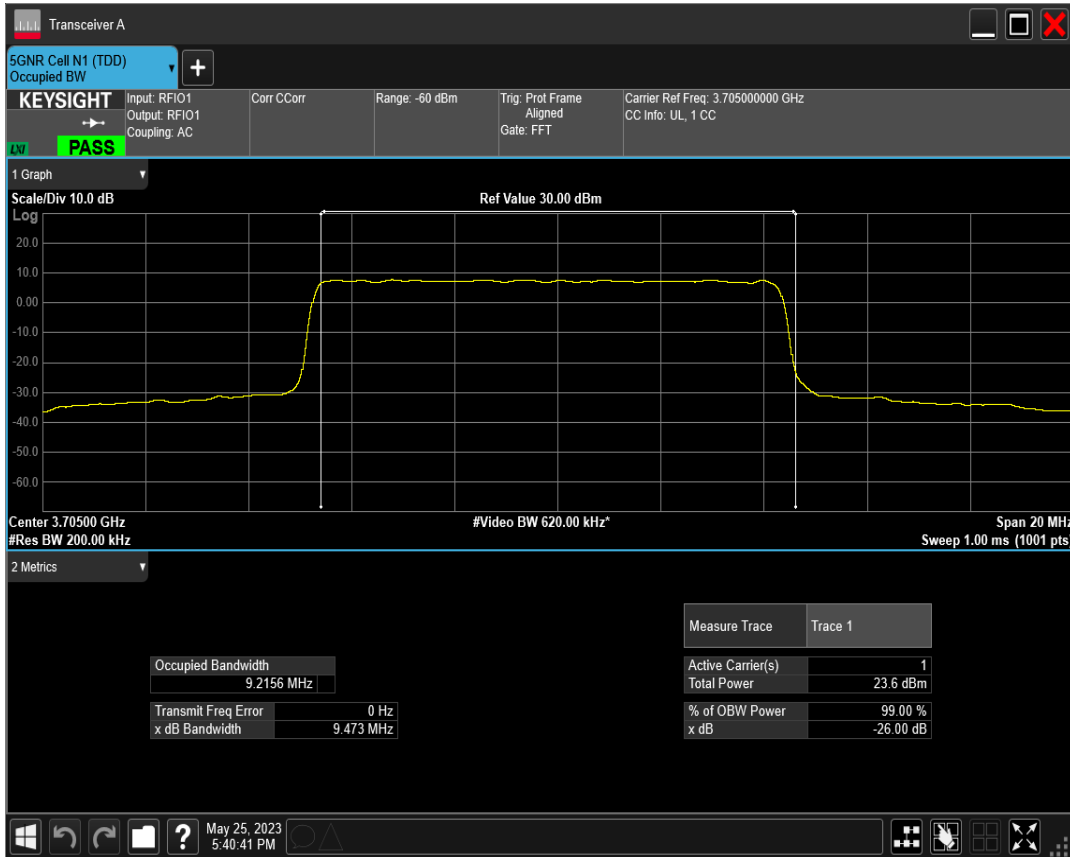 Transceiver A
5GNR Cell N1 (TDD)
Occupied BW
+
KEYSIGHT
LXI
PASS
Input: RFIO1
Output: RFIO1
Coupling: AC
Corr CCorr
Range: -60 dBm
Trig: Prot Frame
Aligned
Gate: FFT
Carrier Ref Freq: 3.705000000 GHz
CC Info: UL, 1 CC
1 Graph
Scale/Div 10.0 dB
Ref Value 30.00 dBm
Log
20.0
10.0
0.00
-10.0
-20.0
-30.0
-40.0
-50.0
-60.0
Center 3.70500 GHz
#Video BW 620.00 kHz*
Span 20 MHz
#Res BW 200.00 kHz
Sweep 1.00 ms (1001 pts)
2 Metrics
Measure Trace Trace 1
Occupied Bandwidth
9.2156 MHz
Active Carrier(s) 1
Total Power 23.6 dBm
Transmit Freq Error 0 Hz
x dB Bandwidth 9.473 MHz
% of OBW Power 99.00 %
x dB -26.00 dB
?
May 25, 2023
5:40:41 PM